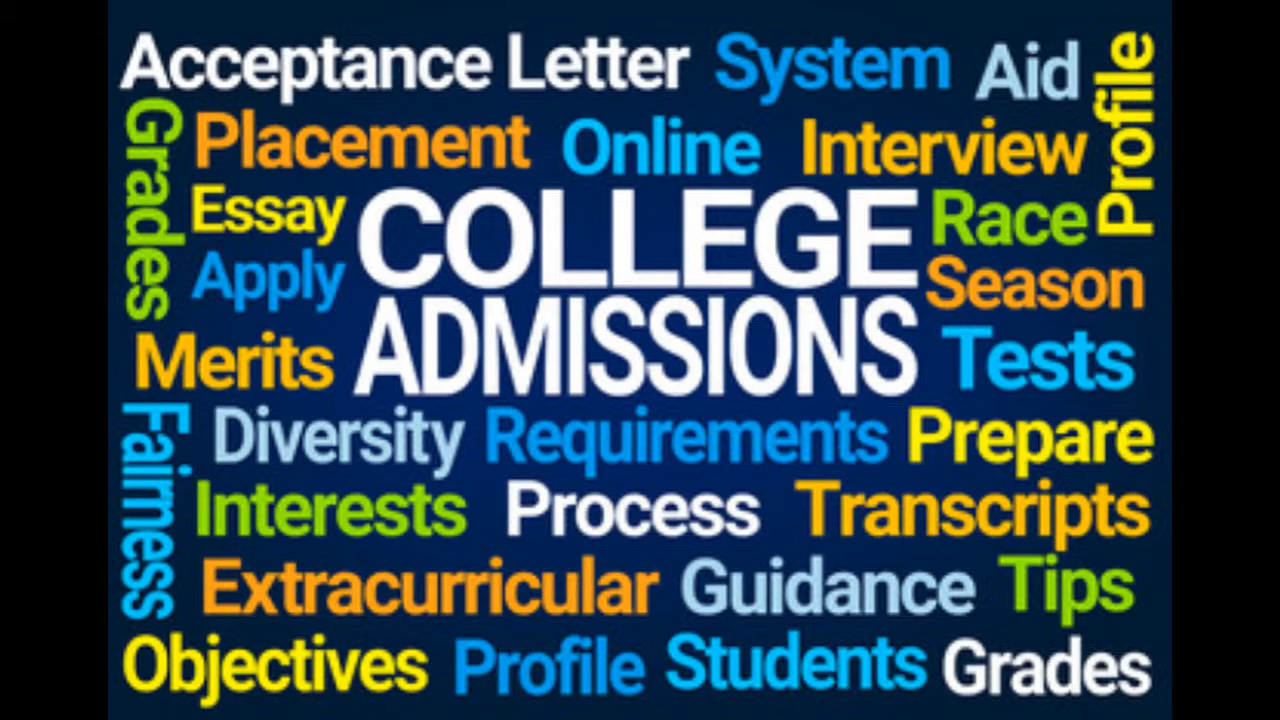 Acceptance Letter System Aid
Profile
Grades
Placement Online Interview
Essay
COLLEGE
Race
Apply
Season
Merits
ADMISSIONS
Tests
Fairness
Diversity Requirements Prepare
Interests Process Transcripts
Extracurricular Guidance Tips
Objectives Profile Students Grades